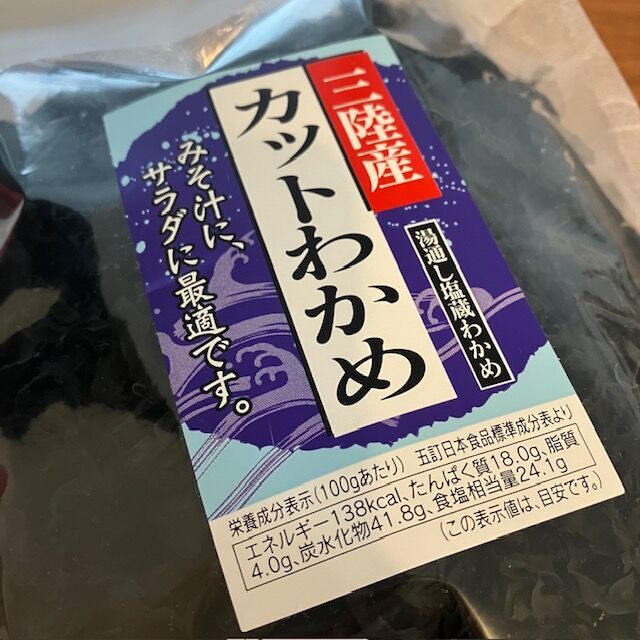 三陸産
カットわかめ
湯通し塩蔵わかめ
みそ汁に、
サラダに最適です。
栄養成分表示(100gあたり) 五訂日本食品標準成分表より
エネルギー138kcal、たんぱく質18.0g、脂質
4.0g、炭水化物41.8g、食塩相当量24.1g
(この表示値は、目安です。)